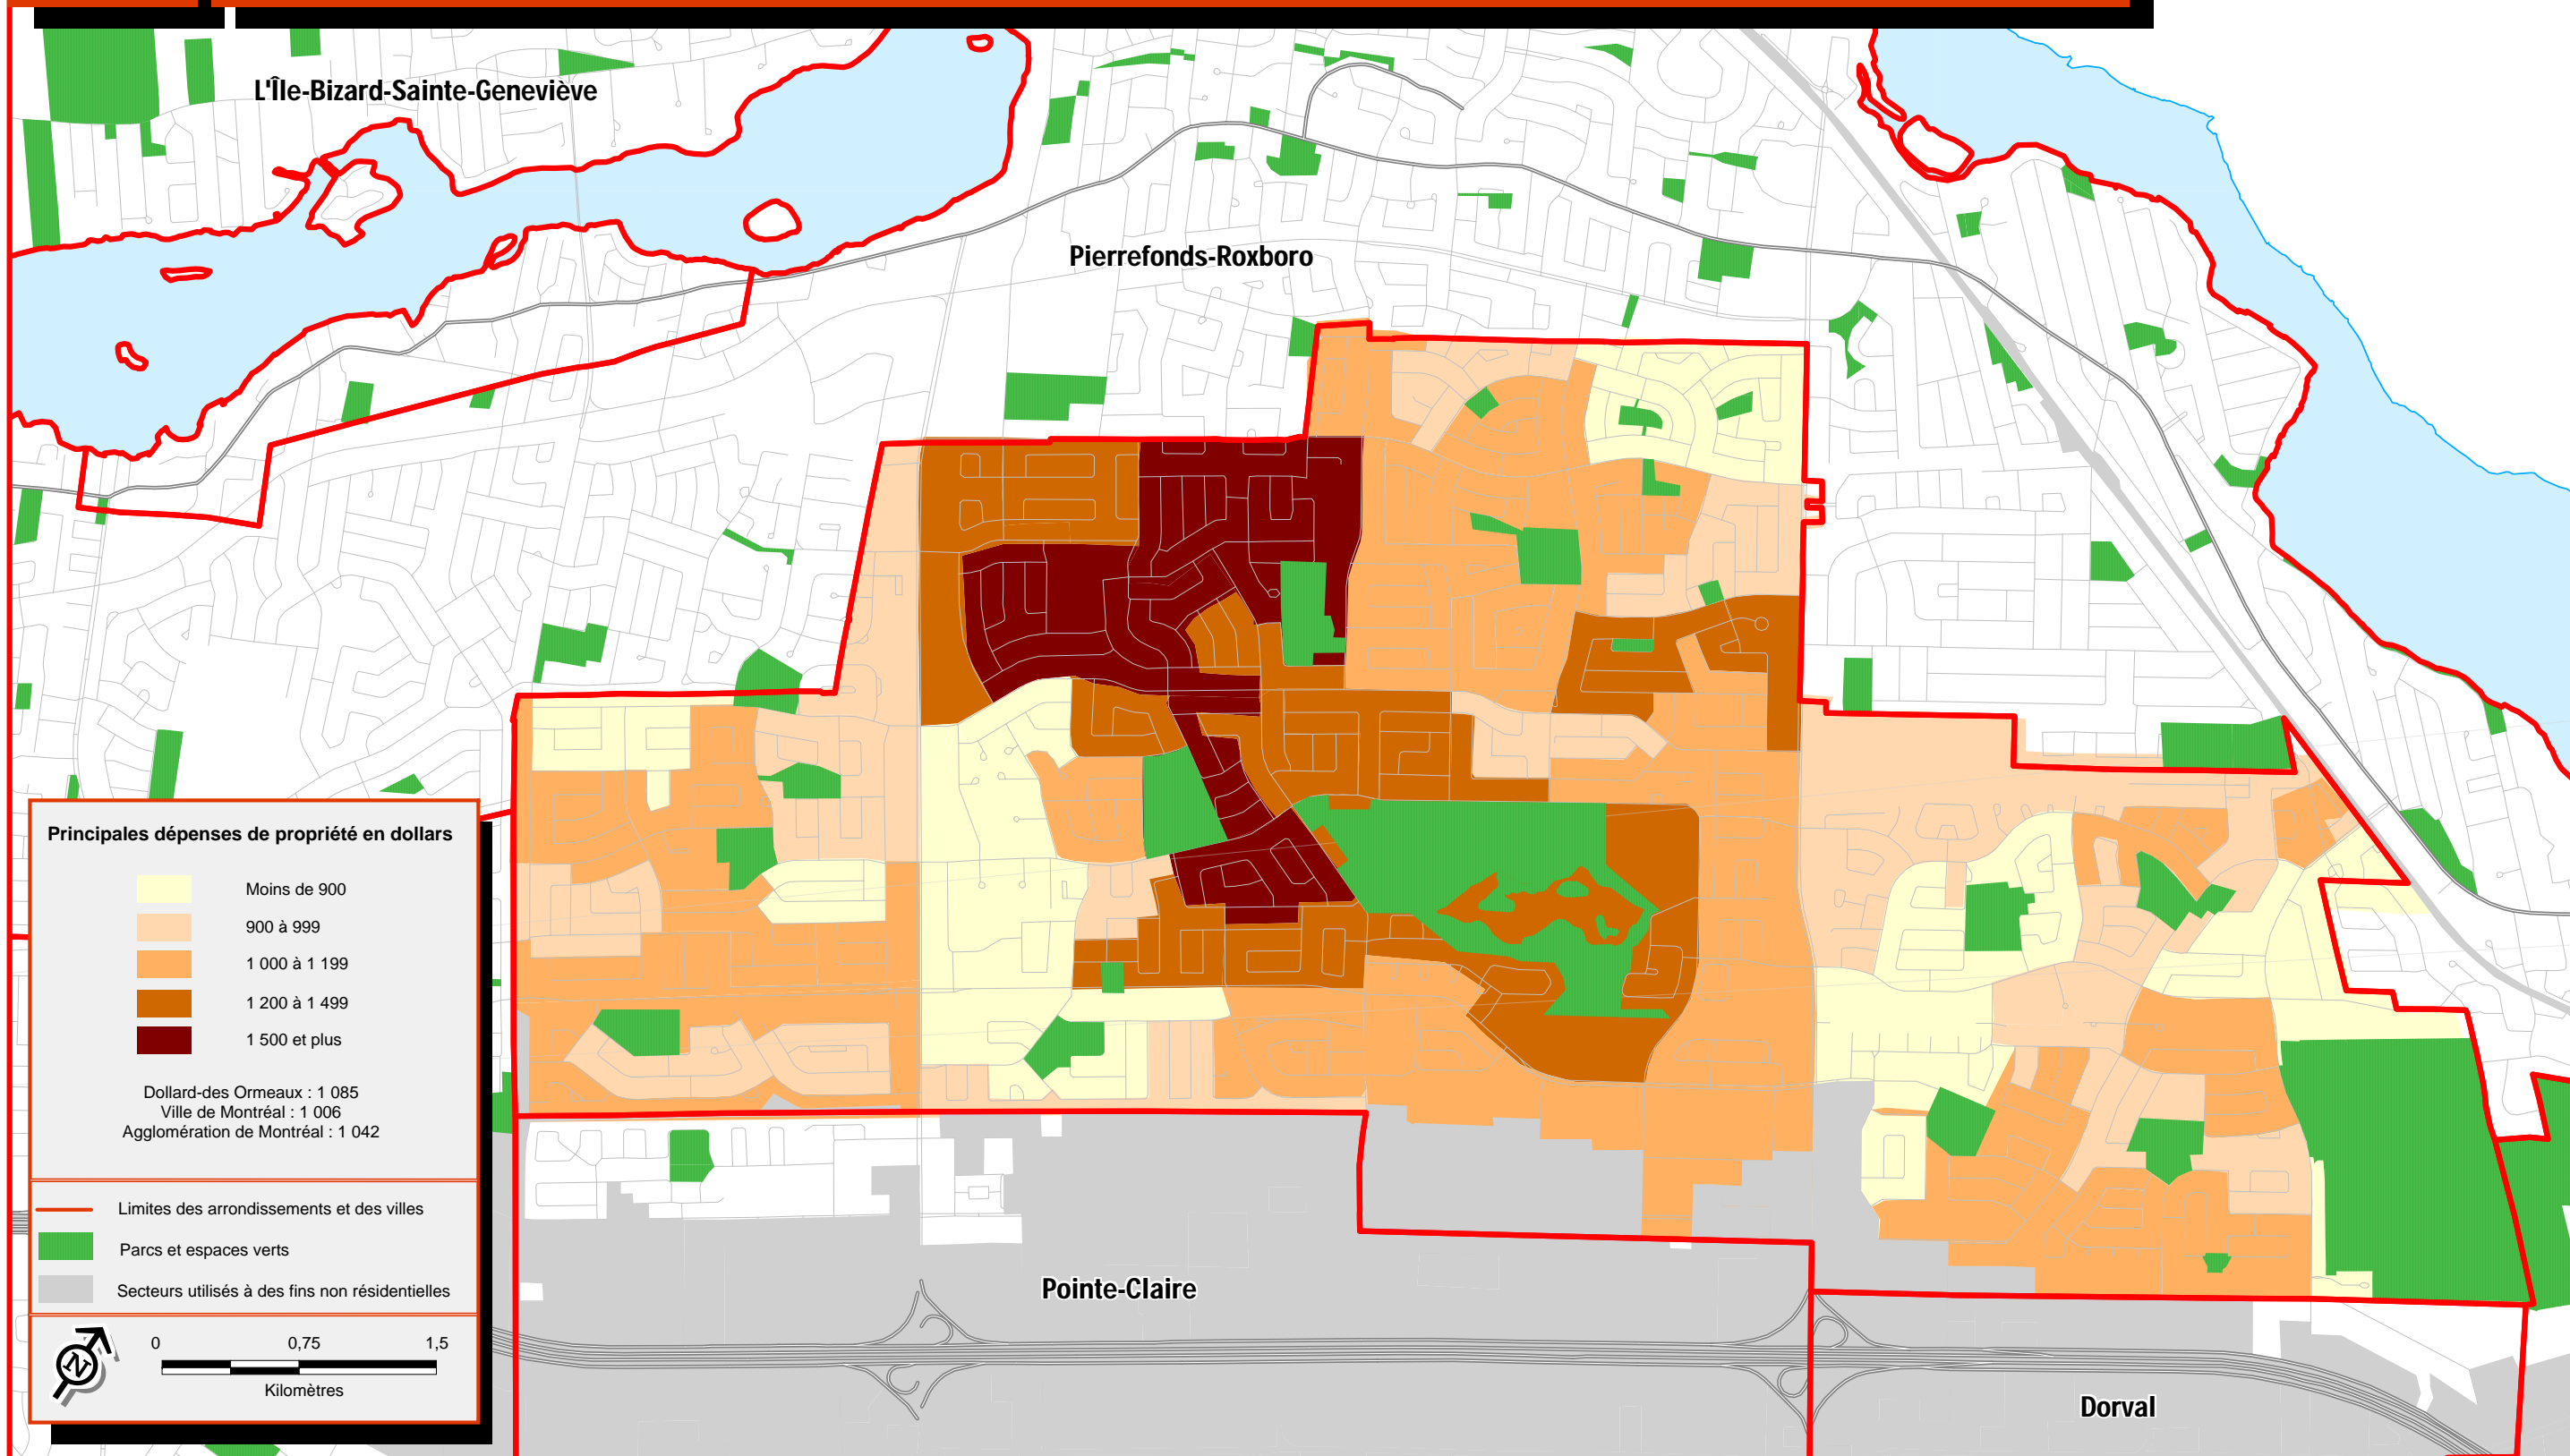 L'Île-Bizard-Sainte-Geneviève
Pierrefonds-Roxboro
Principales dépenses de propriété en dollars
Moins de 900
900 à 999
1 000 à 1 199
1 200 à 1 499
1 500 et plus
Dollard-des Ormeaux : 1 085
Ville de Montréal : 1 006
Agglomération de Montréal : 1 042
Limites des arrondissements et des villes
Parcs et espaces verts
Secteurs utilisés à des fins non résidentielles
N
0 0,75 1,5
Kilomètres
Pointe-Claire
Dorval